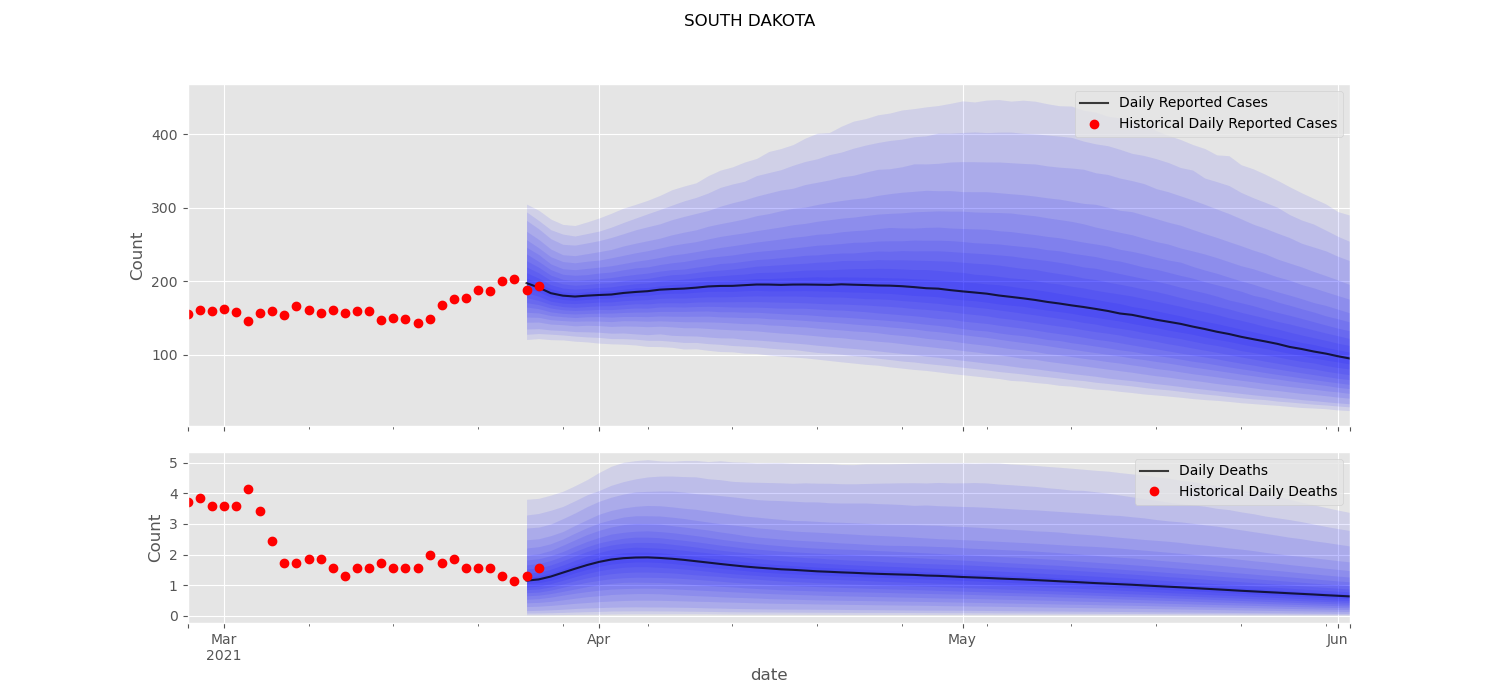 SOUTH DAKOTA
Count
400
300
200
100
Daily Reported Cases
Historical Daily Reported Cases
Count
5
4
3
2
1
0
Daily Deaths
Historical Daily Deaths
Mar
2021
Apr
May
Jun
date